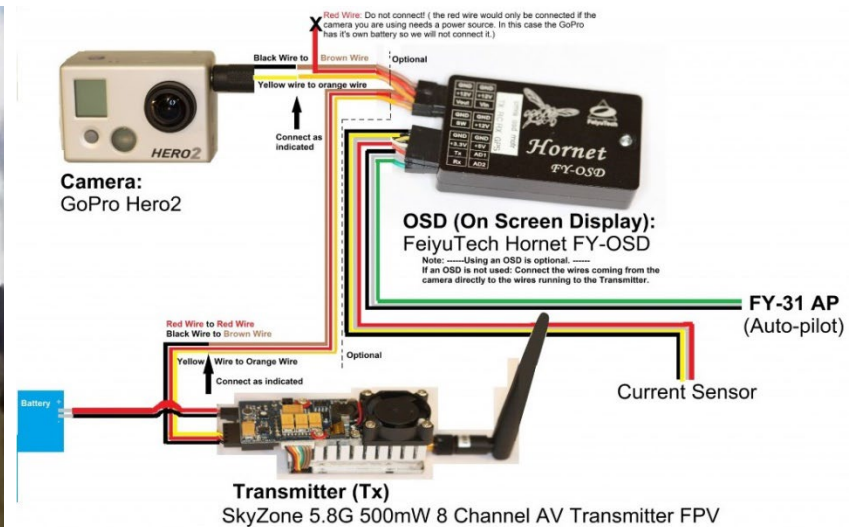 Red Wire: Do not connect! ( the red wire would only be connected if the
camera you are using needs a power source. In this case the GoPro
has it's own battery so we will not connect it.)
X
Black Wire to Brown Wire
Optional
Yellow wire to orange wire
Connect as
indicated
HERO2
Camera:
GoPro Hero2
GND GND
+12V +12V
Vout Vin
GND GND
SW +12V
GND GND
+3.3V +5V
Tx AD1
Rx AD2
FeiyuTech
Hornet
FY-OSD
OSD (On Screen Display):
FeiyuTech Hornet FY-OSD
Note: ------Using an OSD is optional. ------
If an OSD is not used: Connect the wires coming from the
camera directly to the wires running to the Transmitter.
FY-31 AP
(Auto-pilot)
Red Wire to Red Wire
Black Wire to Brown Wire
Yellow Wire to Orange Wire
Optional
Connect as indicated
Current Sensor
Battery + -
Transmitter (Tx)
SkyZone 5.8G 500mW 8 Channel AV Transmitter FPV